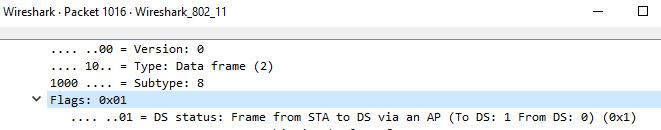 Wireshark · Packet 1016 · Wireshark_802_11
.... ..00 = Version: 0
.... 10.. = Type: Data frame (2)
1000 .... = Subtype: 8
Flags: 0x01
.... ..01 = DS status: Frame from STA to DS via an AP (To DS: 1 From DS: 0) (0x1)